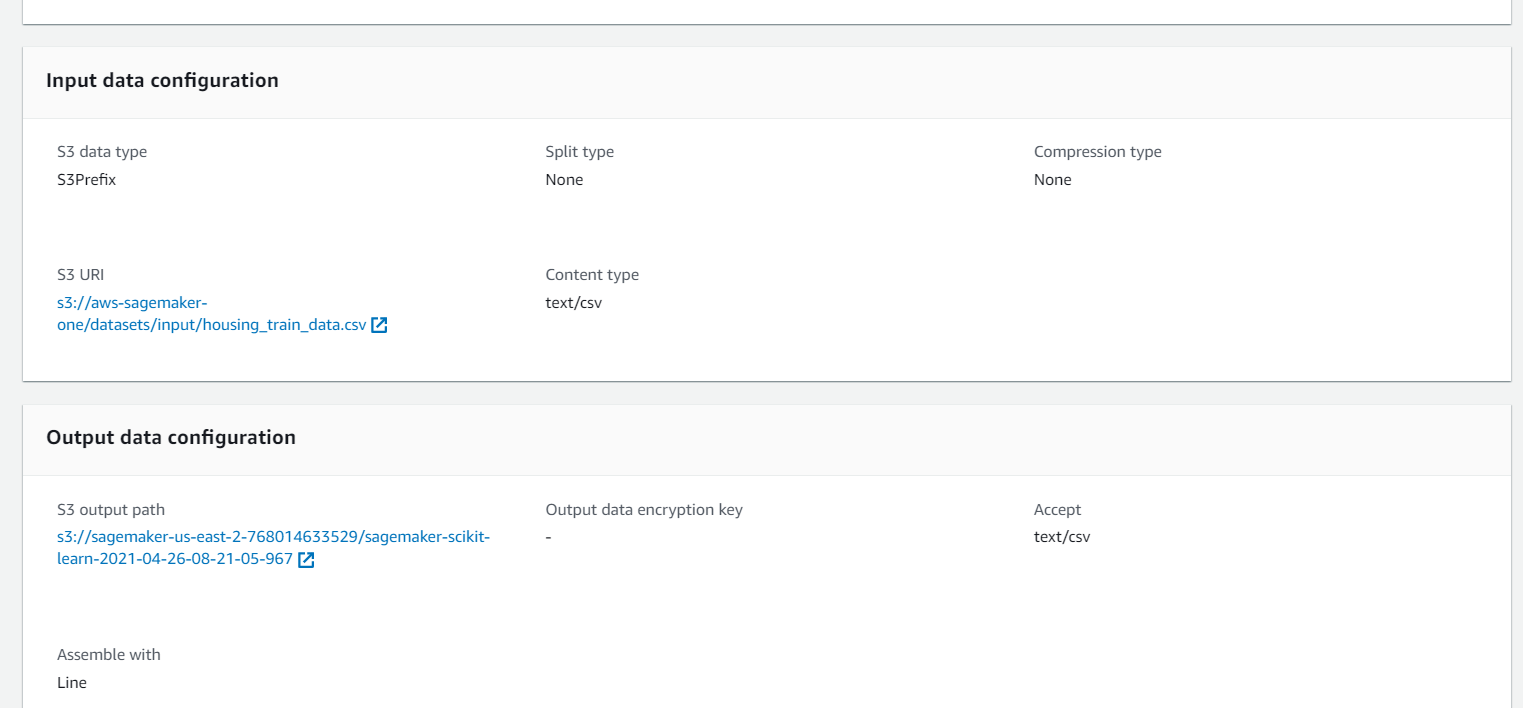 Input data configuration
S3 data type
Split type
Compression type
S3Prefix
None
None
S3 URI
Content type
s3://aws-sagemaker-
text/csv
one/datasets/input/housing_train_data.csv
Output data configuration
S3 output path
Output data encryption key
Accept
s3://sagemaker-us-east-2-768014633529/sagemaker-scikit-
-
text/csv
learn-2021-04-26-08-21-05-967
Assemble with
Line